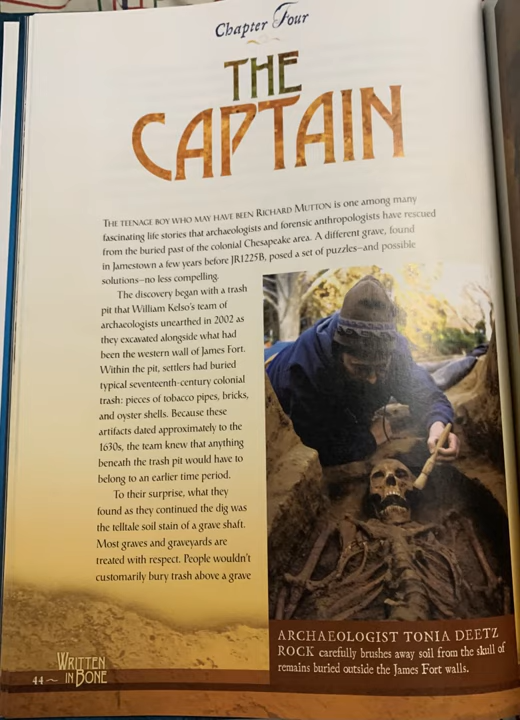 Chapter Four
THE
CAPTAIN
THE TEENAGE BOY WHO MAY HAVE BEEN RICHARD MUTTON is one among many
fascinating life stories that archaeologists and forensic anthropologists have rescued
from the buried past of the colonial Chesapeake area. A different grave, found
in Jamestown a few years before JR1225B, posed a set of puzzles—and possible
solutions—no less compelling.
The discovery began with a trash
pit that William Kelso's team of
archaeologists unearthed in 2002 as
they excavated alongside what had
been the western wall of James Fort.
Within the pit, settlers had buried
typical seventeenth-century colonial
trash: pieces of tobacco pipes, bricks,
and oyster shells. Because these
artifacts dated approximately to the
1630s, the team knew that anything
beneath the trash pit would have to
belong to an earlier time period.
To their surprise, what they
found as they continued the dig was
the telltale soil stain of a grave shaft.
Most graves and graveyards are
treated with respect. People wouldn't
customarily bury trash above a grave
ARCHAEOLOGIST TONIA DEETZ
ROCK carefully brushes away soil from the skull of
remains buried outside the James Fort walls.
44~ WRITTEN
IN BONE